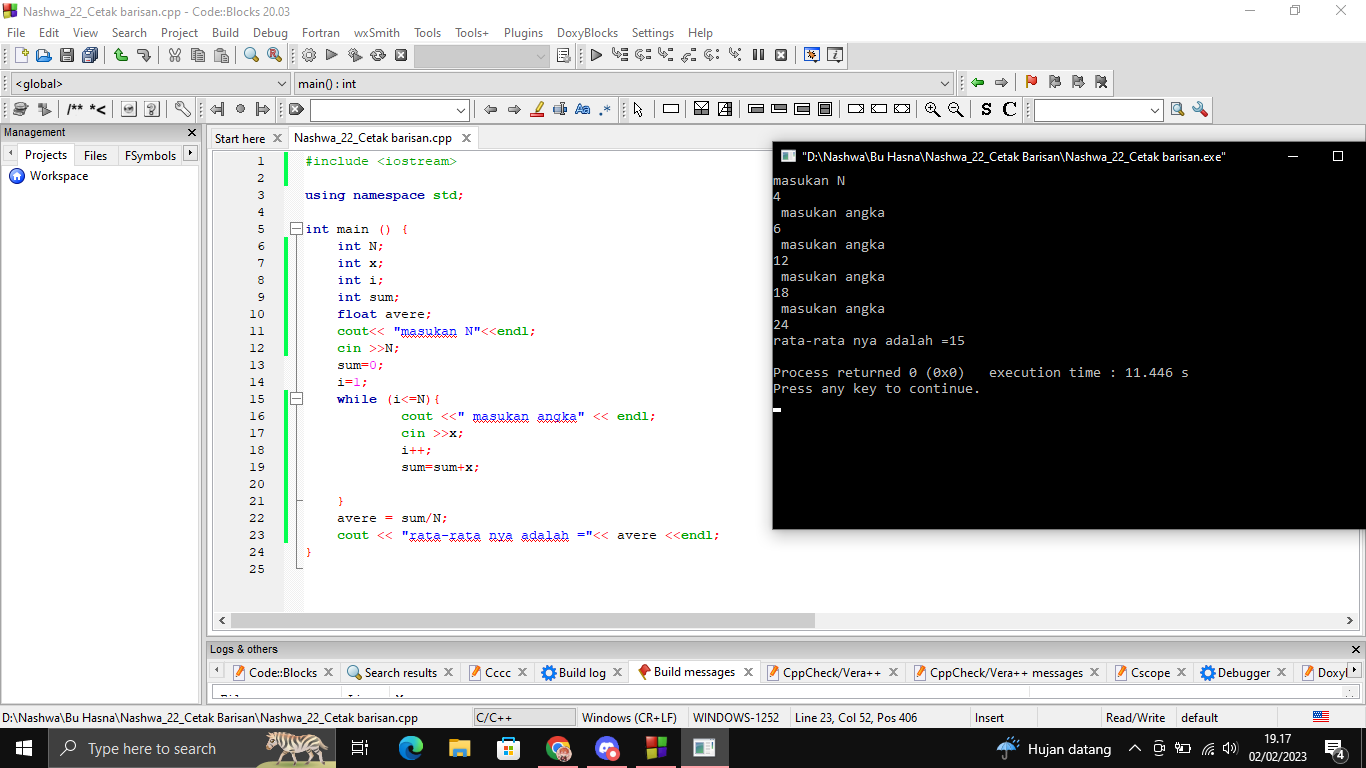 Nashwa_22_Cetak barisan.cpp - Code::Blocks 20.03
File Edit View Search Project Build Debug Fortran wxSmith Tools Tools+ Plugins DoxyBlocks Settings Help
<global> main() : int
/** *< Aa .* S C
Management
Projects Files FSymbols
Workspace
Start here Nashwa_22_Cetak barisan.cpp
1 #include <iostream>
2
3 using namespace std;
4
5 int main () {
6 int N;
7 int x;
8 int i;
9 int sum;
10 float avere;
11 cout<< "masukan N"<<endl;
12 cin >>N;
13 sum=0;
14 i=1;
15 while (i<=N){
16 cout <<" masukan angka" << endl;
17 cin >>x;
18 i++;
19 sum=sum+x;
20
21 }
22 avere = sum/N;
23 cout << "rata-rata nya adalah ="<< avere <<endl;
24 }
25
"D:\Nashwa\Bu Hasna\Nashwa_22_Cetak Barisan\Nashwa_22_Cetak barisan.exe"
masukan N
4
masukan angka
6
masukan angka
12
masukan angka
18
masukan angka
24
rata-rata nya adalah =15
Process returned 0 (0x0) execution time : 11.446 s
Press any key to continue.
Logs & others
Code::Blocks Search results Cccc Build log Build messages CppCheck/Vera++ CppCheck/Vera++ messages Cscope Debugger Doxyl
D:\Nashwa\Bu Hasna\Nashwa_22_Cetak Barisan\Nashwa_22_Cetak barisan.cpp C/C++ Windows (CR+LF) WINDOWS-1252 Line 23, Col 52, Pos 406 Insert Read/Write default
Type here to search Hujan datang 19.17
02/02/2023 4